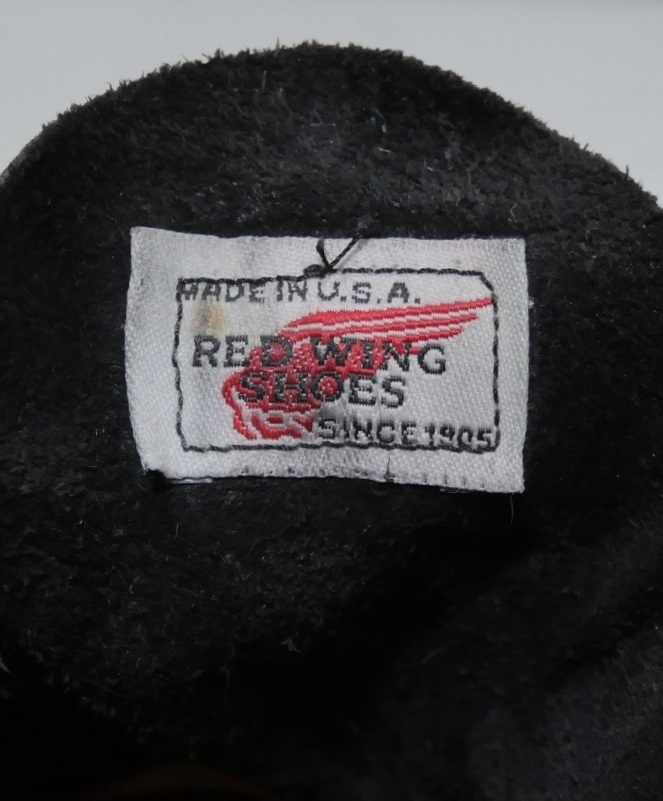 MADE IN U.S.A.
RED WING
SHOES
SINCE 1905